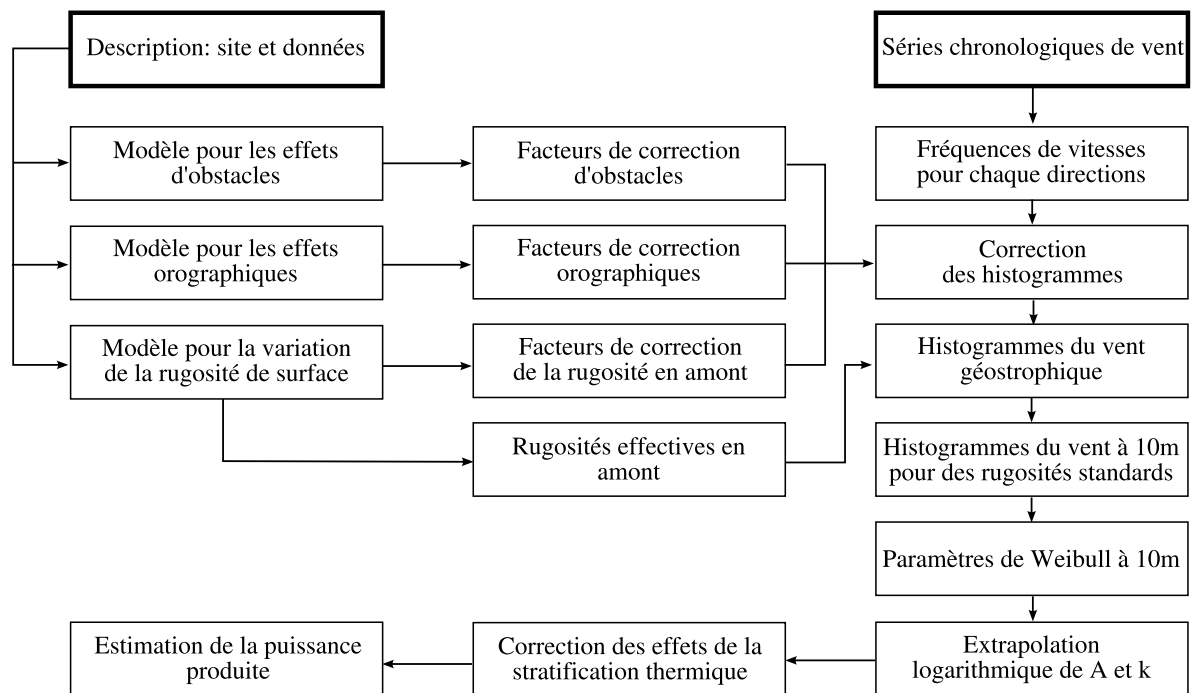 Description: site et données
Séries chronologiques de vent
Modèle pour les effets
d'obstacles
Facteurs de correction
d'obstacles
Fréquences de vitesses
pour chaque directions
Modèle pour les effets
orographiques
Facteurs de correction
orographiques
Correction
des histogrammes
Modèle pour la variation
de la rugosité de surface
Facteurs de correction
de la rugosité en amont
Histogrammes du vent
géostrophique
Rugosités effectives en
amont
Histogrammes du vent à 10m
pour des rugosités standards
Paramètres de Weibull à 10m
Estimation de la puissance
produite
Correction des effets de la
stratification thermique
Extrapolation
logarithmique de A et k